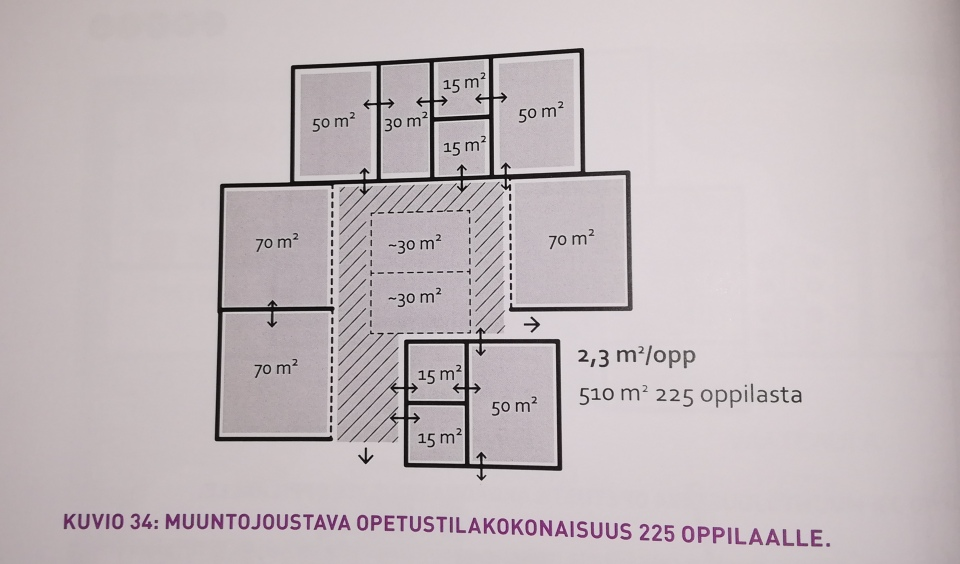 50 m²
30 m²
15 m²
15 m²
50 m²
70 m²
~30 m²
~30 m²
70 m²
70 m²
15 m²
15 m²
50 m²
2,3 m²/opp
510 m² 225 oppilasta
KUVIO 34: MUUNTOJOUSTAVA OPETUSTILAKOKONAISUUS 225 OPPILAALLE.